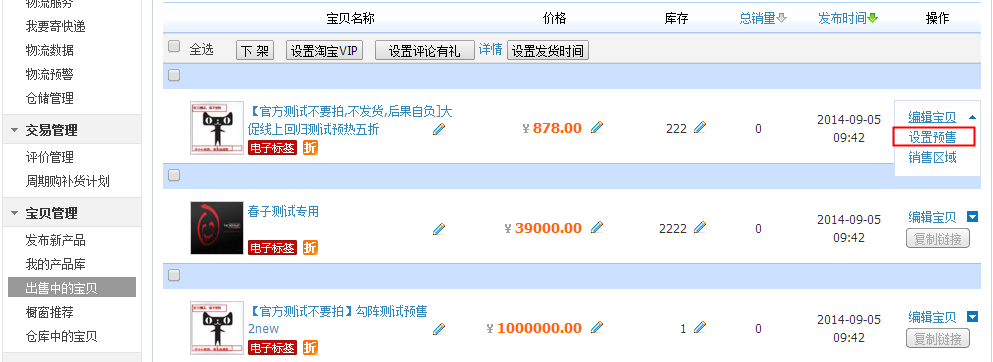 物流服务
我要寄快递
物流数据
物流预警
仓储管理
交易管理
评价管理
周期购补货计划
宝贝管理
发布新产品
我的产品库
出售中的宝贝
橱窗推荐
仓库中的宝贝
宝贝名称 价格 库存 总销量 发布时间 操作
全选 下架 设置淘宝VIP 设置评论有礼 详情 设置发货时间
【官方测试不要拍,不发货,后果自负]大
促线上回归测试预热五折
电子标签 折
¥ 878.00 222 0 2014-09-05
09:42
编辑宝贝
设置预售
销售区域
春子测试专用
电子标签 折
¥ 39000.00 2222 0 2014-09-05
09:42
编辑宝贝
复制链接
【官方测试不要拍】勾阵测试预售
2new
电子标签 折
¥ 1000000.00 1 0 2014-09-05
09:42
编辑宝贝
复制链接